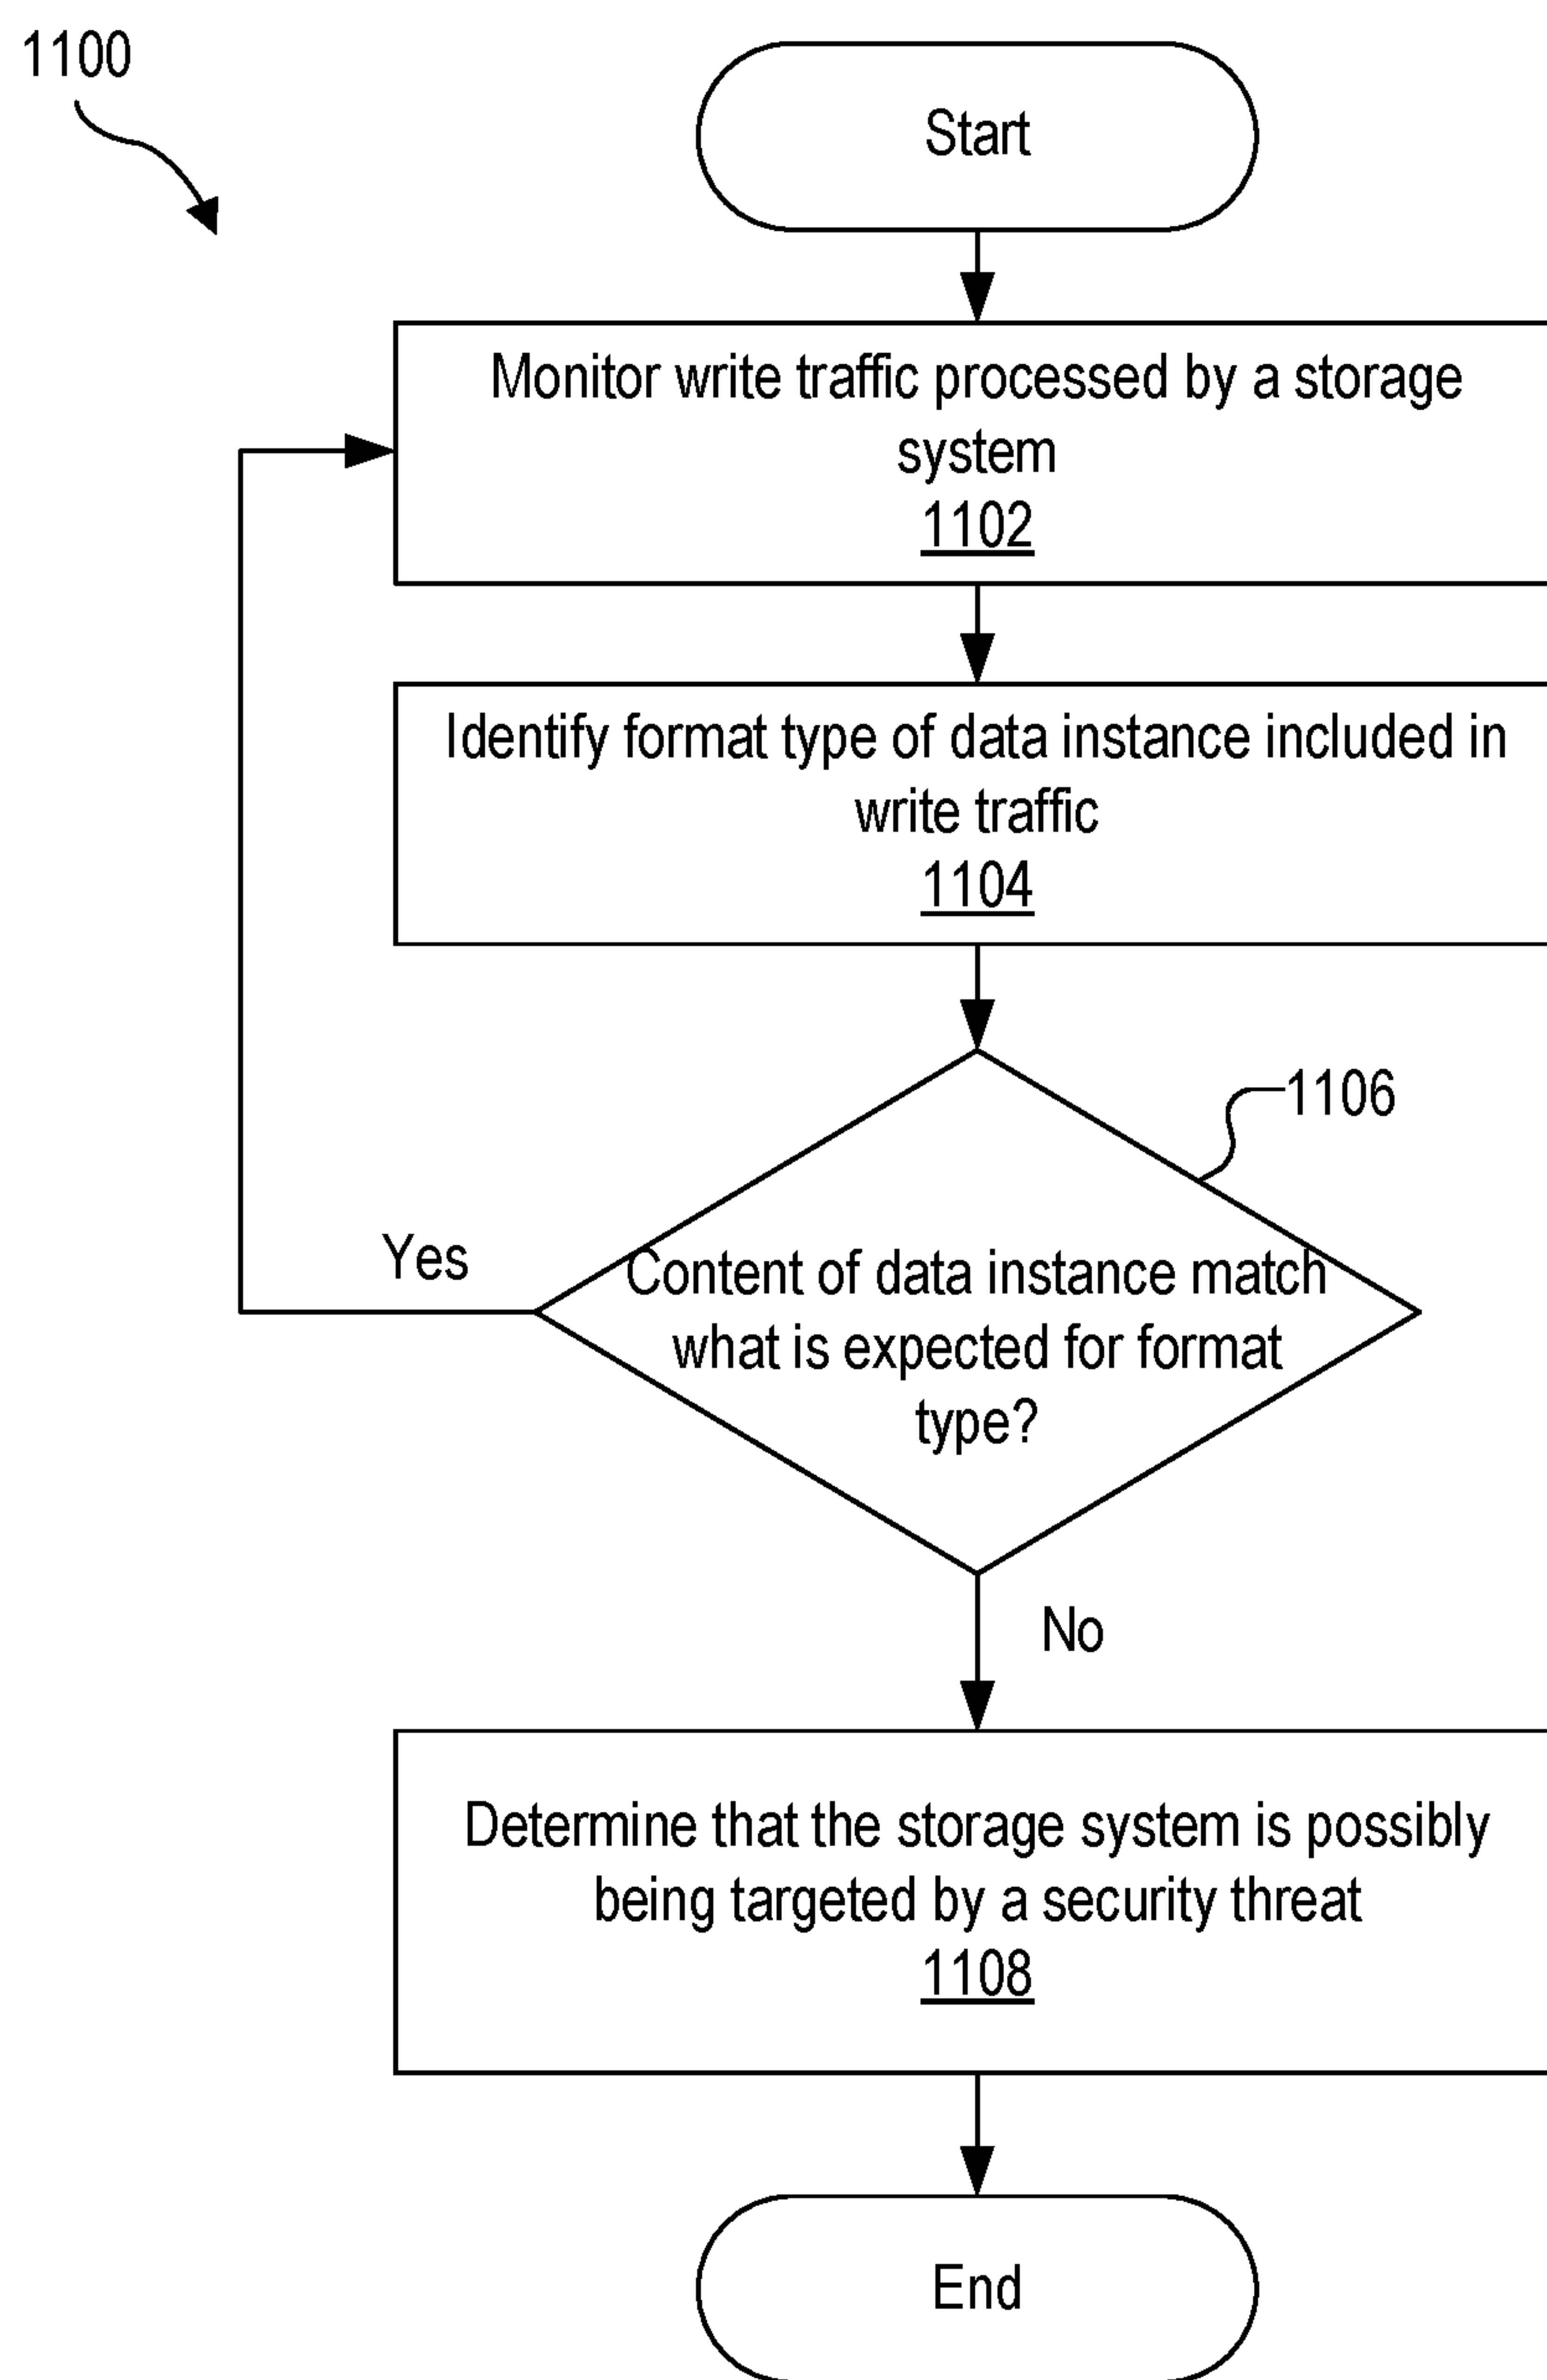 1100
Start
Monitor write traffic processed by a storage
system
1102
Identify format type of data instance included in
write traffic
1104
1106
Yes
Content of data instance match
what is expected for format
type?
No
Determine that the storage system is possibly
being targeted by a security threat
1108
End